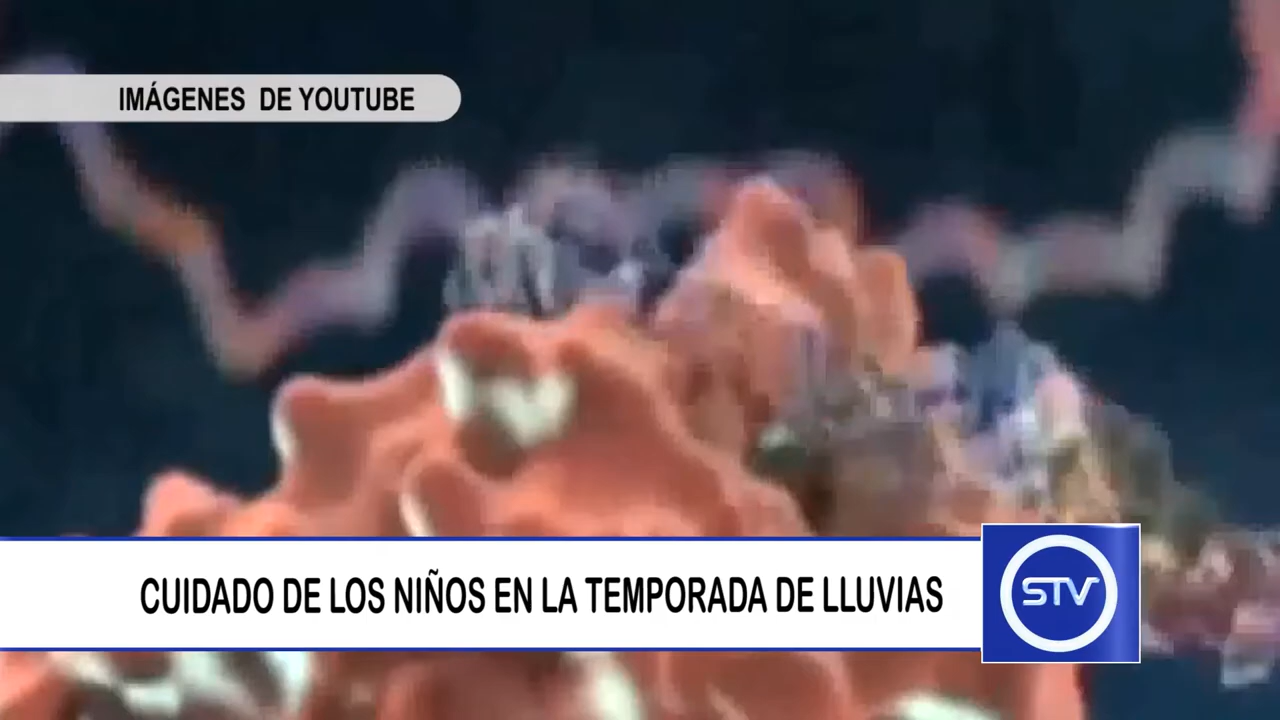 IMÁGENES DE YOUTUBE
CUIDADO DE LOS NIÑOS EN LA TEMPORADA DE LLUVIAS
STV